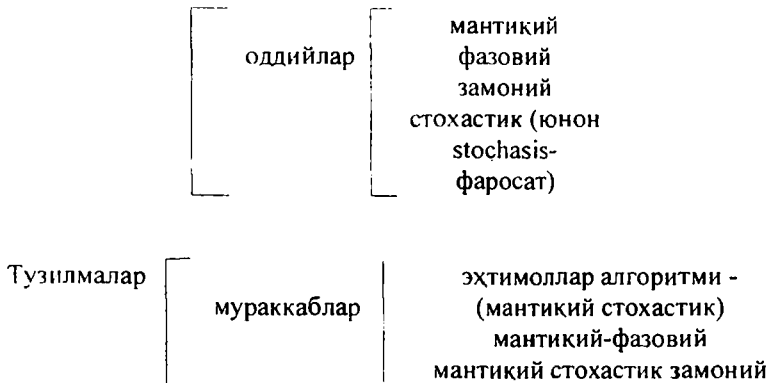 мантиқий
оддийлар фазовий
замоний
стохастик (юнон
stochasis-
фаросат)
Тузилмалар эҳтимоллар алгоритми -
мураккаблар (мантиқий стохастик)
мантиқий-фазовий
мантиқий стохастик замоний